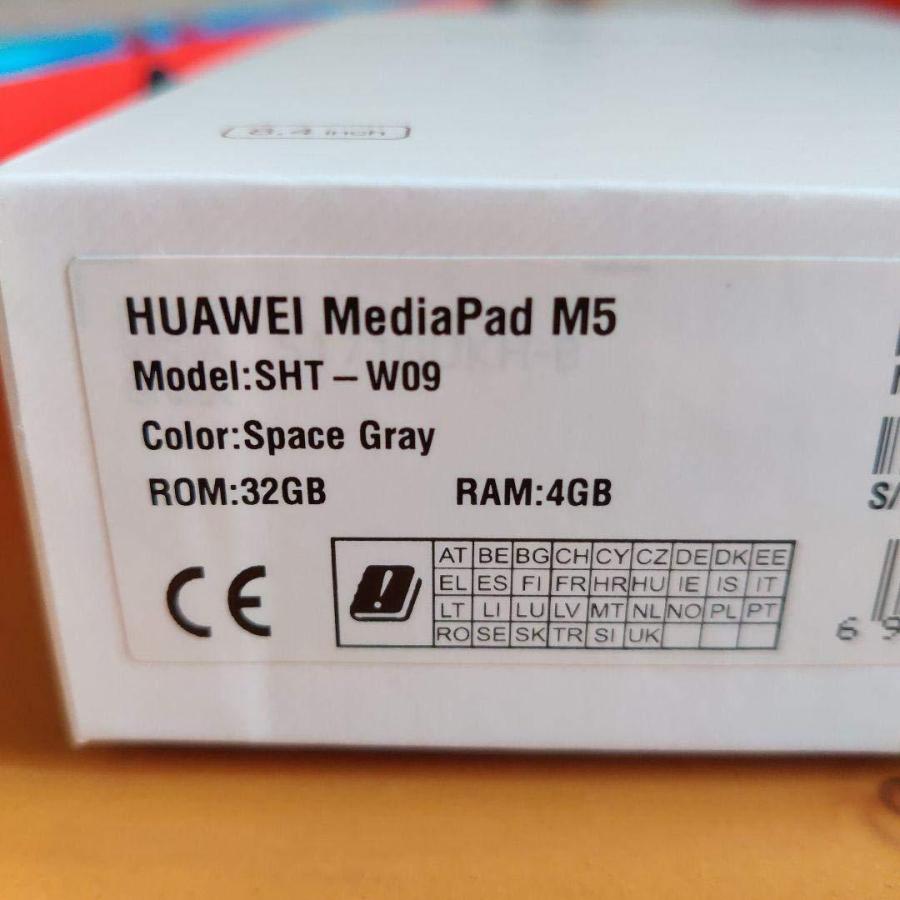 8.4 inch
HUAWEI MediaPad M5
Model:SHT – W09
Color:Space Gray
ROM:32GB RAM:4GB
CE
AT BE BG CH CY CZ DE DK EE
EL ES FI FR HR HU IE IS IT
LT LI LU LV MT NL NO PL PT
RO SE SK TR SI UK
S/
6 9